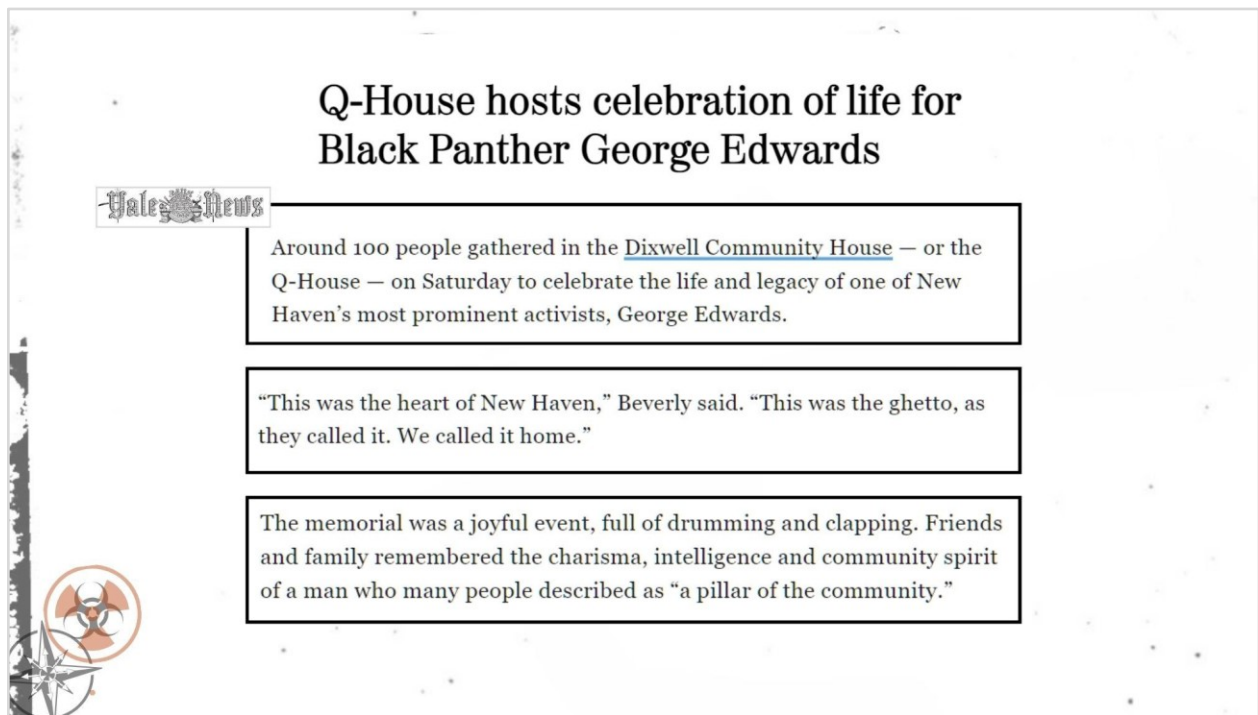 Q-House hosts celebration of life for
Black Panther George Edwards
Yale News
Around 100 people gathered in the Dixwell Community House — or the
Q-House — on Saturday to celebrate the life and legacy of one of New
Haven’s most prominent activists, George Edwards.
“This was the heart of New Haven,” Beverly said. “This was the ghetto, as
they called it. We called it home.”
The memorial was a joyful event, full of drumming and clapping. Friends
and family remembered the charisma, intelligence and community spirit
of a man who many people described as “a pillar of the community.”